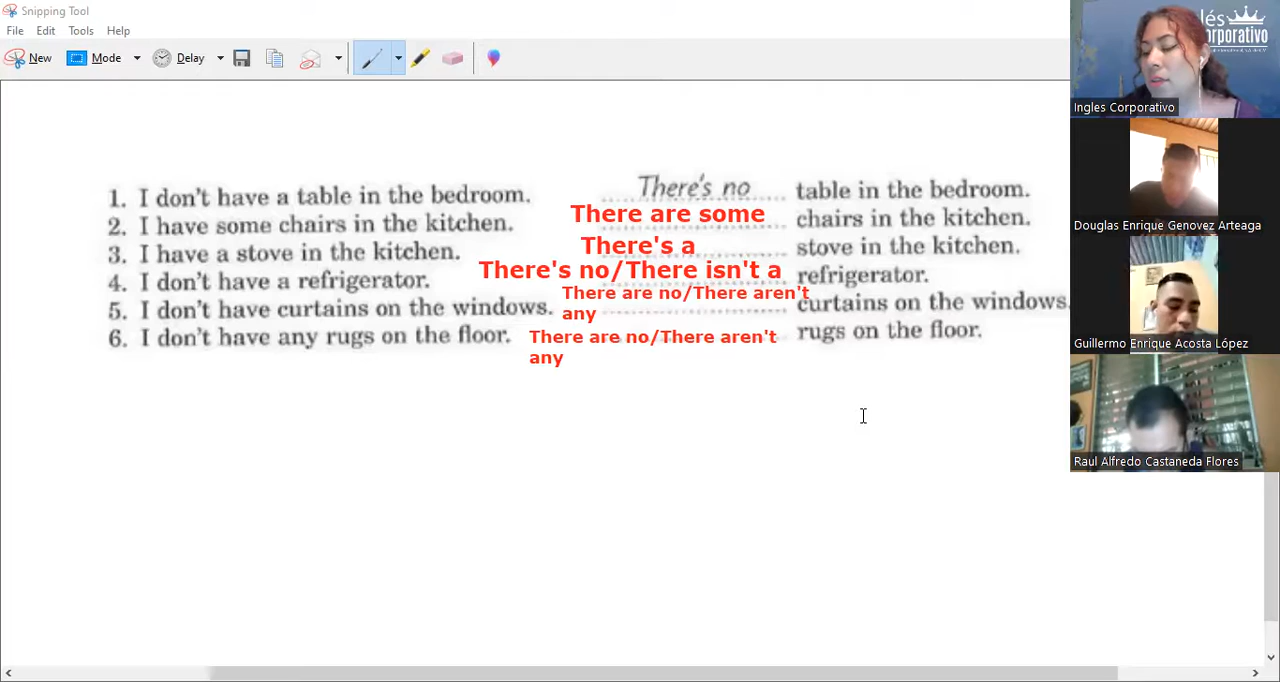 Snipping Tool
File Edit Tools Help
New Mode Delay
1. I don't have a table in the bedroom. There's no table in the bedroom.
2. I have some chairs in the kitchen. There are some chairs in the kitchen.
3. I have a stove in the kitchen. There's a stove in the kitchen.
4. I don't have a refrigerator. There's no/There isn't a refrigerator.
5. I don't have curtains on the windows. There are no/There aren't any curtains on the windows.
6. I don't have any rugs on the floor. There are no/There aren't any rugs on the floor.
lés
orporativo
Ingles Corporativo
Douglas Enrique Genovez Arteaga
Guillermo Enrique Acosta López
Raul Alfredo Castaneda Flores